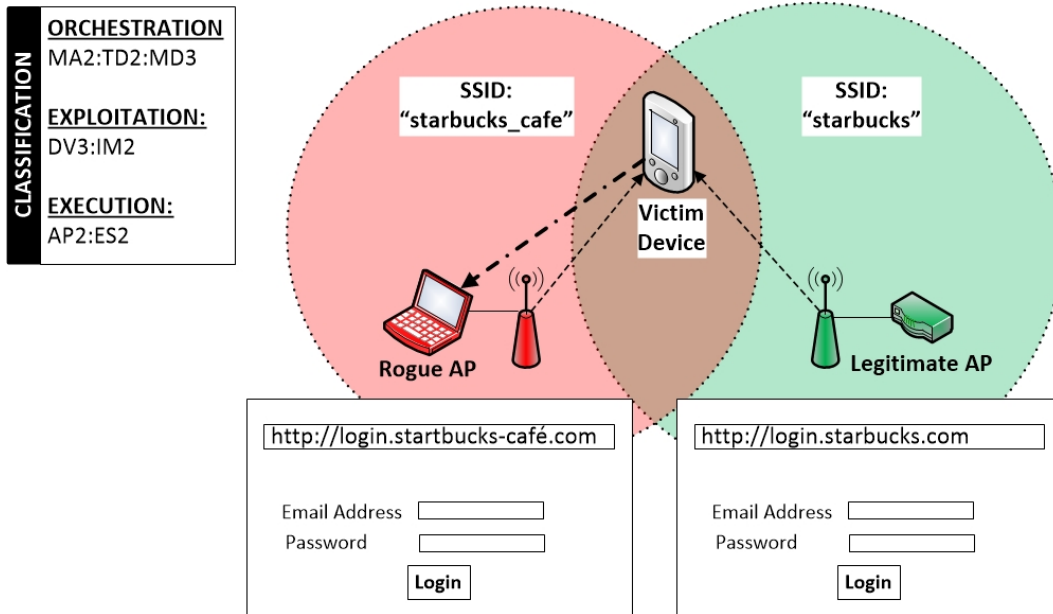 CLASSIFICATION
ORCHESTRATION
MA2:TD2:MD3
EXPLOITATION:
DV3:IM2
EXECUTION:
AP2:ES2
SSID:
“starbucks_cafe”
SSID:
“starbucks”
Victim
Device
Rogue AP
Legitimate AP
http://login.startbucks-café.com
Email Address
Password
Login
http://login.starbucks.com
Email Address
Password
Login